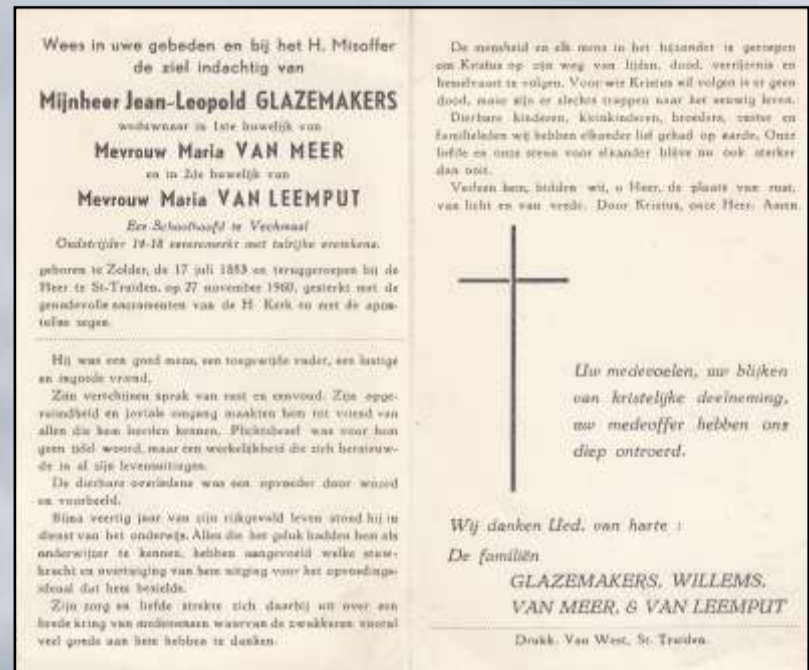 Wees in uwe gebeden en bij het H. Misoffer
de ziel indachtig van
Mijnheer Jean-Leopold GLAZEMAKERS
weduwnaar in 1ste huwelijk van
Mevrouw Maria VAN MEER
en in 2de huwelijk van
Mevrouw Maria VAN LEEMPUT
Ere-Schoolhoofd te Vechmaal
Oudstrijder 14-18 vereremerkt met talrijke eretekens.
geboren te Zolder, de 17 juli 1883 en teruggeroepen bij de
Heer te St-Truiden, op 27 november 1960, gesterkt met de
genadevolle sacramenten van de H. Kerk en met de apos-
tolise zegen.
Hij was een goed mens, een toegewijde vader, een lustige
en ingoede vriend.
Zijn verschijnen sprak van rust en eenvoud. Zijn opge-
ruimdheid en joviale omgang maakten hem tot vriend van
allen die hem hebben kennen. Plichtsbesef was voor hem
geen ijdel woord, maar een werkelijkheid die zich hernieuw-
de in al zijn levensuitingen.
De dierbare overledene was een opvoeder door woord
en voorbeeld.
Bijna veertig jaar van zijn rijkgevuld leven stond hij in
dienst van het onderwijs. Allen die het geluk hadden hem als
onderwijzer te kennen, hebben aangevoeld welke stuw-
kracht en overtuiging van hem uitging voor het opvoedings-
ideaal dat hem bezielde.
Zijn zorg en liefde strekte zich daarbij uit over een
brede kring van medemensen waarvan de zwakkeren vooral
veel goeds aan hem hebben te danken.
De mensheid en elk mens in het bijzonder is geroepen
om Kristus op zijn weg van lijden, dood, verrijzenis en
hemelvaart te volgen. Voor wie Kristus wil volgen is er geen
dood, maar zijn er slechts trappen naar het eeuwig leven.
Dierbare kinderen, kleinkinderen, broeders, zuster en
familieleden wij hebben elkander lief gehad op aarde. Onze
liefde en onze steun voor elkander blijve nu ook sterker
dan ooit.
Verleen hem, bidden wij, o Heer, de plaats van rust,
van licht en van vrede. Door Kristus, onze Heer. Amen.
Uw medevoelen, uw blijken
van kristelijke deelneming,
uw medeoffer hebben ons
diep ontroerd.
Wij danken Ued. van harte :
De familiën
GLAZEMAKERS, WILLEMS,
VAN MEER, & VAN LEEMPUT
Drukk. Van West, St. Truiden.